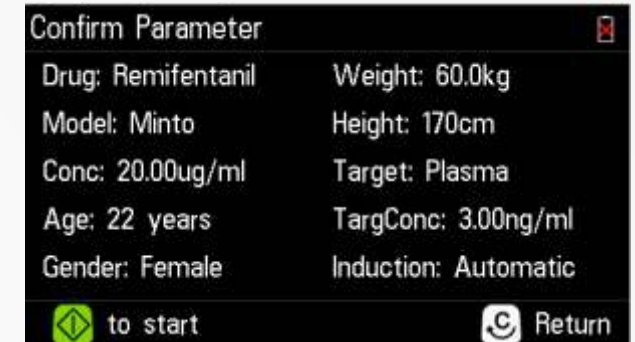 Confirm Parameter
Drug: Remifentanil Weight: 60.0kg
Model: Minto Height: 170cm
Conc: 20.00ug/ml Target: Plasma
Age: 22 years TargConc: 3.00ng/ml
Gender: Female Induction: Automatic
to start C Return